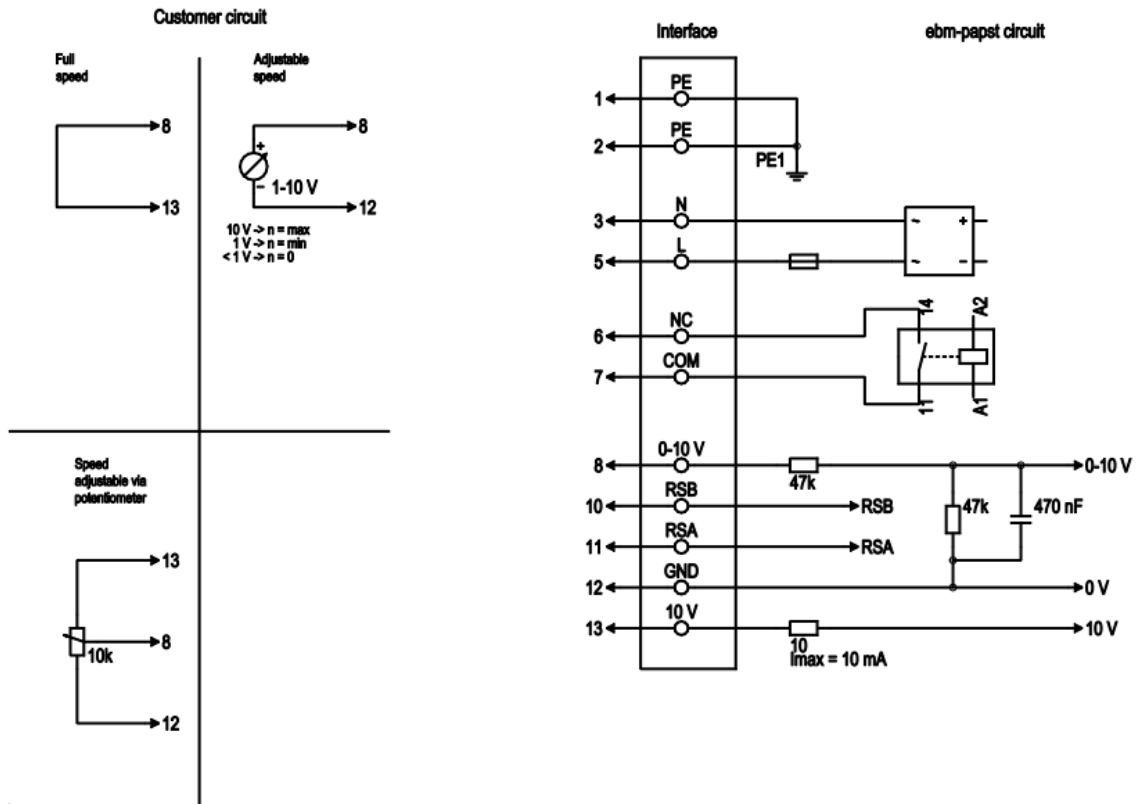 Customer circuit
Full
speed
8
13
Adjustable
speed
8
+
–
1-10 V
12
10 V -> n = max
1 V -> n = min
< 1 V -> n = 0
Speed
adjustable via
potentiometer
13
8
10k
12
Interface
ebm-papst circuit
1
PE
2
PE
PE1
3
N
~
+
5
L
~
–
6
NC
14
A2
7
COM
11
A1
8
0-10 V
47k
0-10 V
10
RSB
RSB
47k
470 nF
11
RSA
RSA
12
GND
0 V
13
10 V
10
10 V
Imax = 10 mA